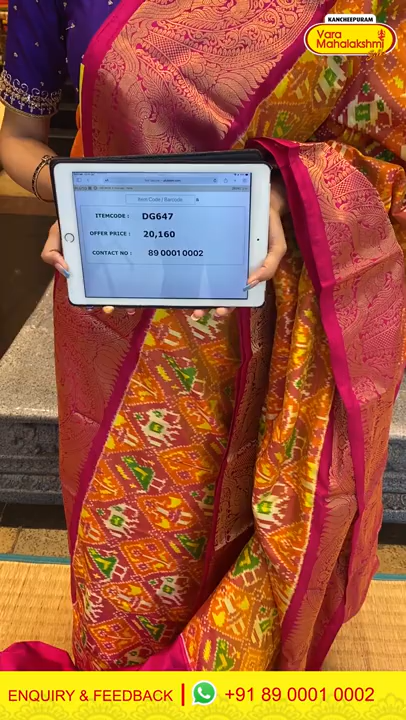 KANCHEEPURAM
Vara
Mahalakshmi
Item Code / Barcode
ITEMCODE : DG647
OFFER PRICE : 20,160
CONTACT NO : 89 0001 0002
ENQUIRY & FEEDBACK | +91 89 0001 0002